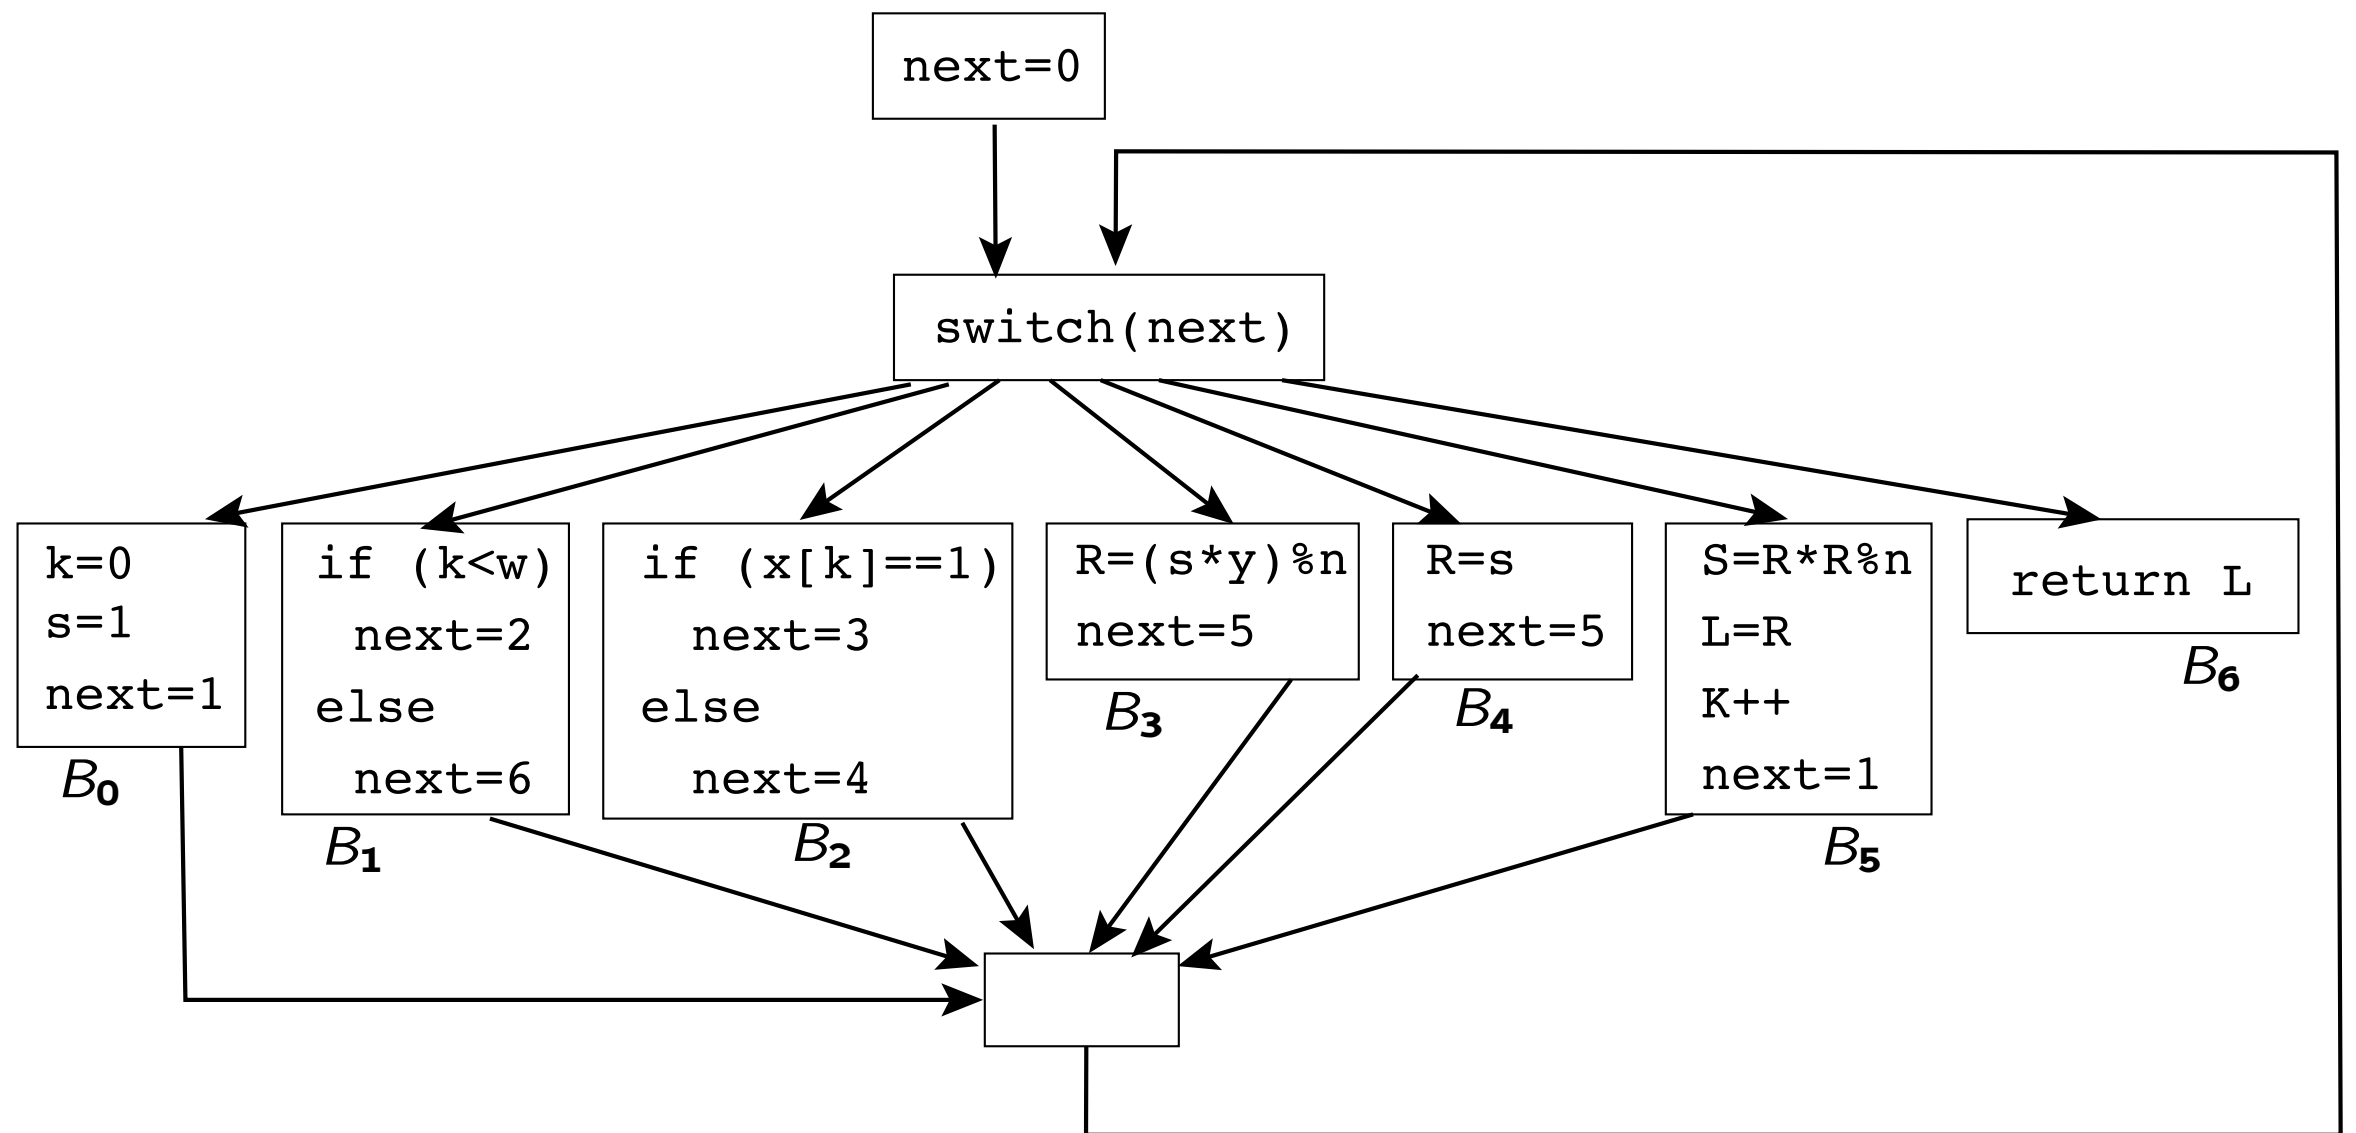 next=0
switch(next)
k=0
s=1
next=1
B0
if (k<w)
next=2
else
next=6
B1
if (x[k]==1)
next=3
else
next=4
B2
R=(s*y)%n
next=5
B3
R=s
next=5
B4
S=R*R%n
L=R
K++
next=1
B5
return L
B6